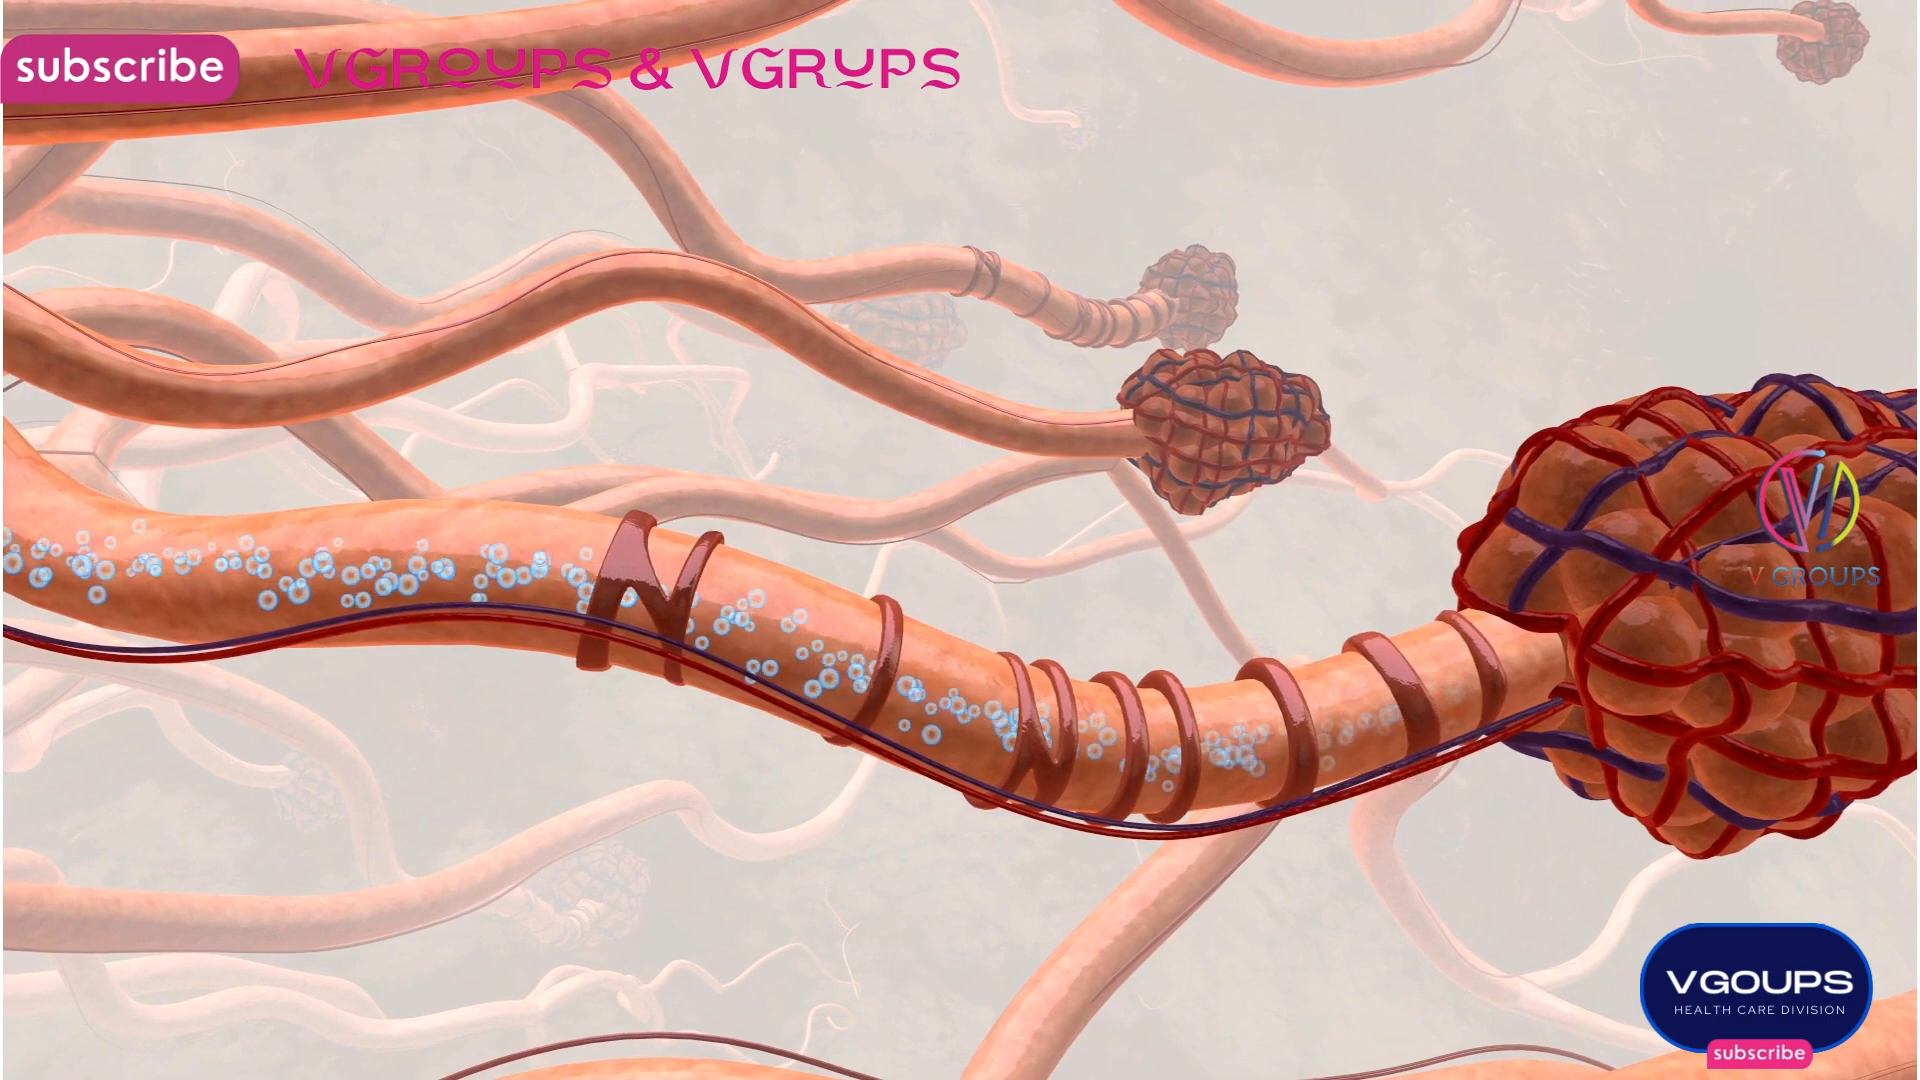 subscribe
VGROUPS & VGRUPS
V GROUPS
VGOUPS
HEALTH CARE DIVISION
subscribe